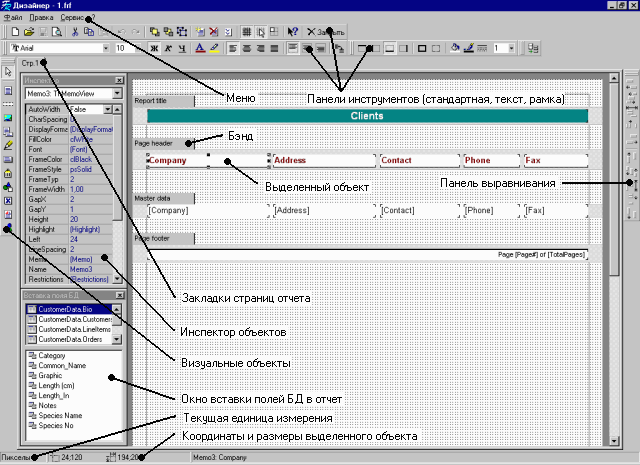 Дизайнер - 1.frf
Файл Правка Сервис ?
Закрыть
Arial 10 1
Стр.1
Инспектор
Memo3: TfrMemoView
AutoWidth False
CharSpacing
DisplayFormat (DisplayFormat
FillColor clWhite
Font (Font)
FrameColor clBlack
FrameStyle psSolid
FrameTyp 2
FrameWidth 1,00
GapX 2
GapY 1
Height 20
Highlight (Highlight)
Left 24
LineSpacing 2
Memo (Memo)
Name Memo3
Restrictions (Restrictions)
Вставка поля БД
CustomerData.Bio
CustomerData.Customers
CustomerData.LineItems
CustomerData.Orders
Category
Common_Name
Graphic
Length (cm)
Length_In
Notes
Species Name
Species No
Меню
Панели инструментов (стандартная, текст, рамка)
Report title
Clients
Бэнд
Page header
Company Address Contact Phone Fax
Выделенный объект
Панель выравнивания
Master data
[Company] [Address] [Contact] [Phone] [Fax]
Page footer
Page [Page#] of [TotalPages]
Закладки страниц отчета
Инспектор объектов
Визуальные объекты
Окно вставки полей БД в отчет
Текущая единица измерения
Координаты и размеры выделенного объекта
Пикселы 24;120 194;20 Memo3: Company